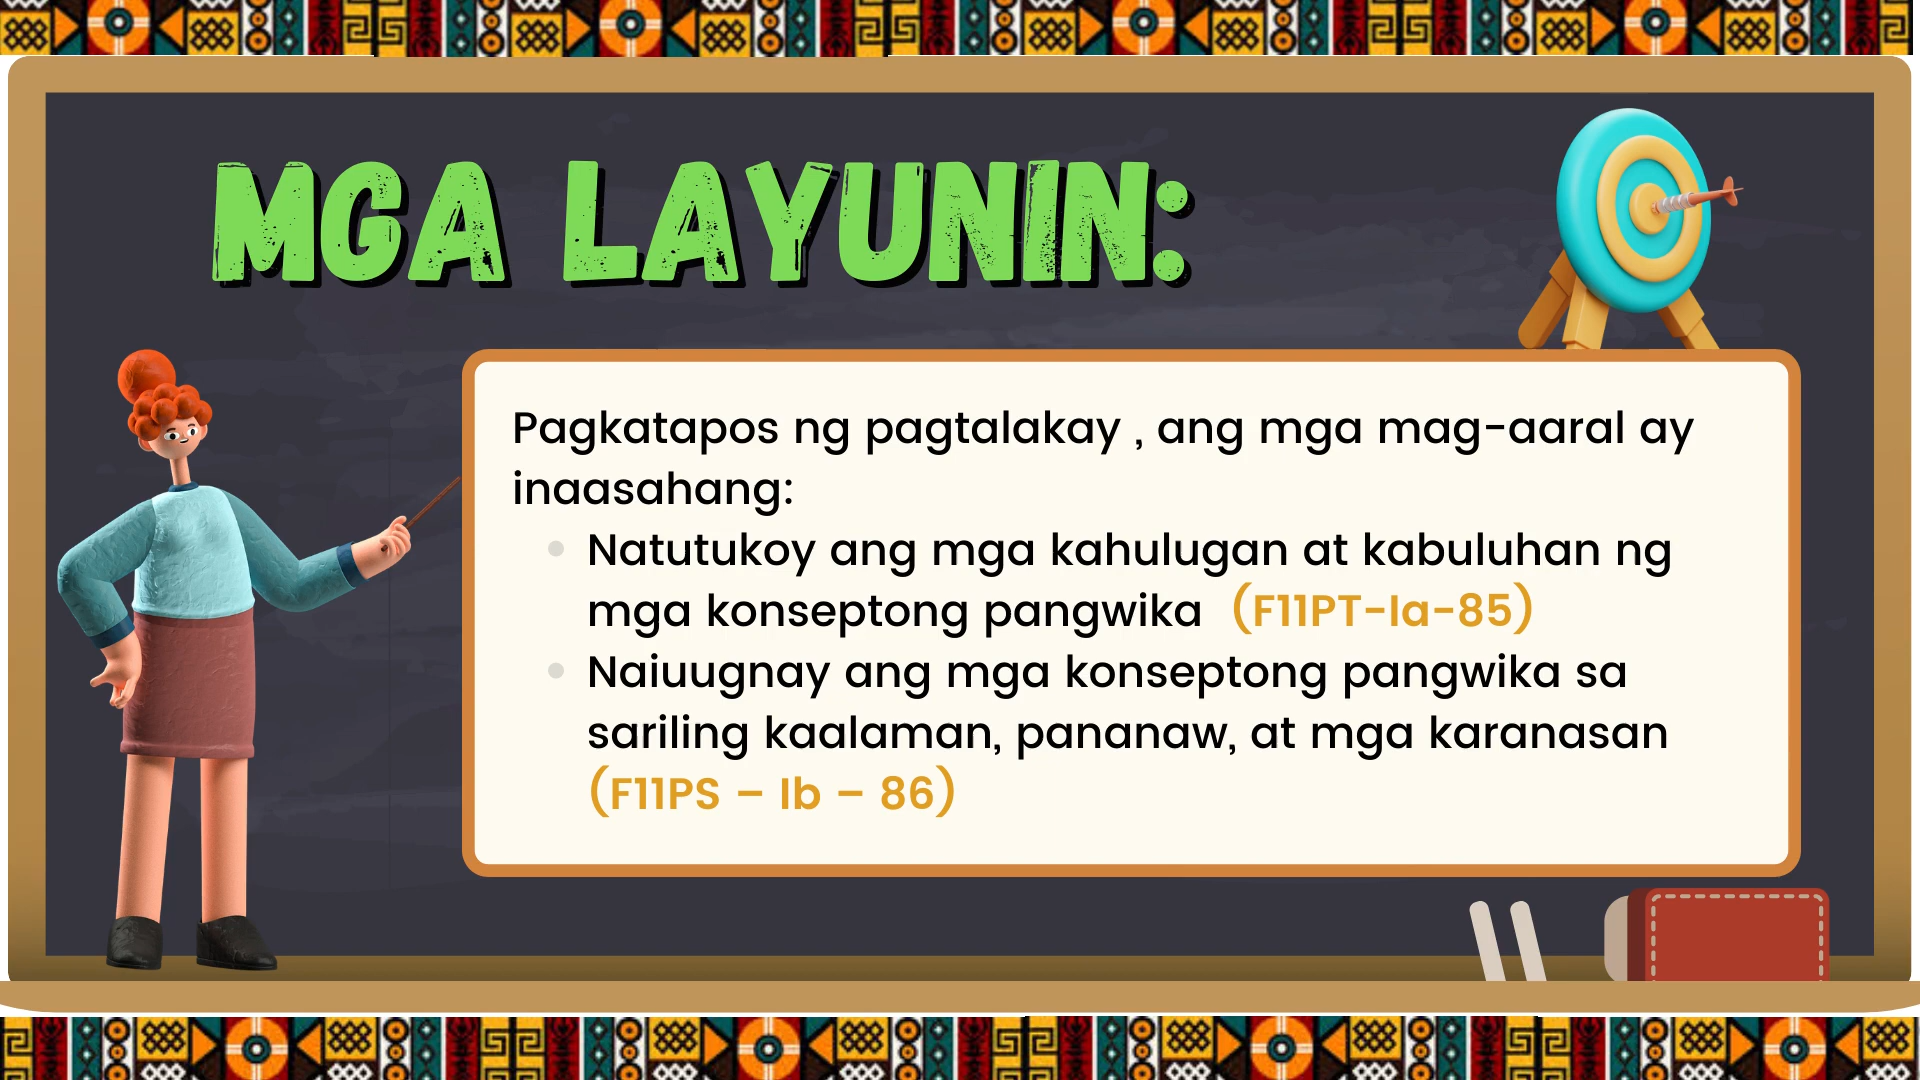 MGA LAYUNIN:
Pagkatapos ng pagtalakay , ang mga mag-aaral ay
inaasahang:
Natutukoy ang mga kahulugan at kabuluhan ng
mga konseptong pangwika (F11PT-Ia-85)
Naiuugnay ang mga konseptong pangwika sa
sariling kaalaman, pananaw, at mga karanasan
(F11PS – Ib – 86)